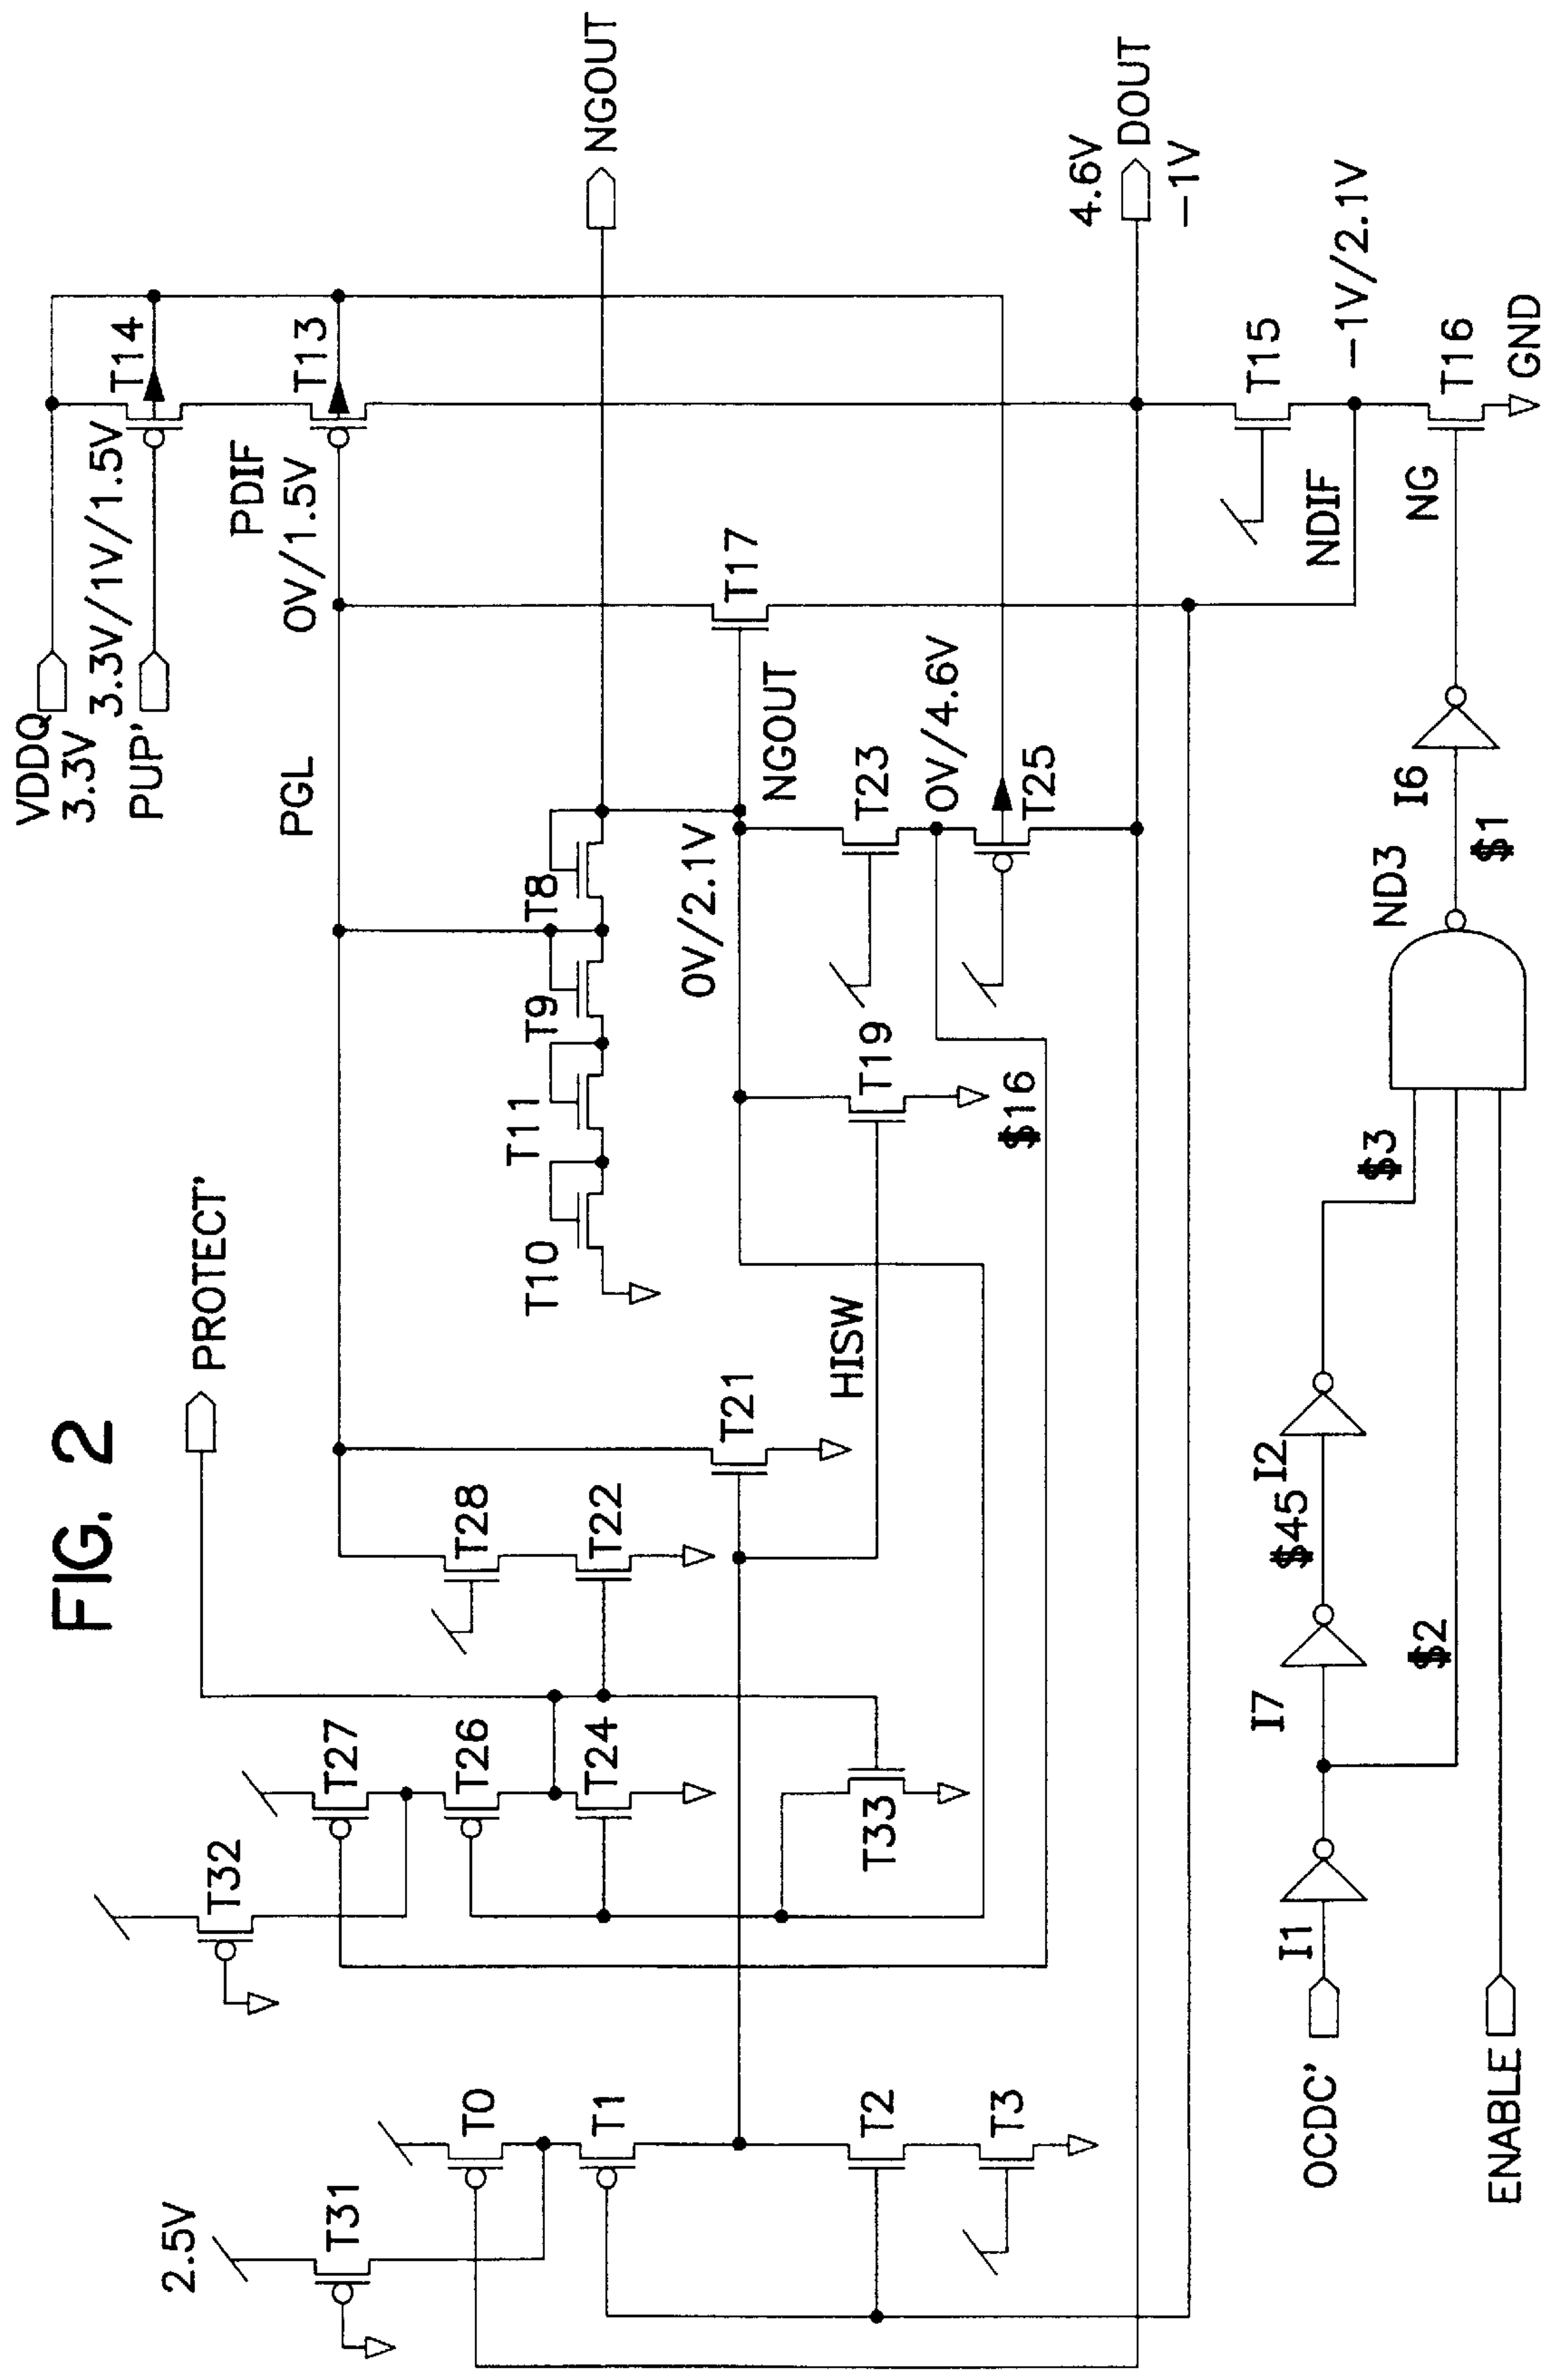 FIG. 2
VDDQ
3.3V
3.3V/1V/1.5V
PUP'
T14
PDIF
0V/1.5V
T13
PGL
PROTECT'
NGOUT
T8
T9
T11
T10
T17
NGOUT
0V/2.1V
T23
0V/4.6V
T25
T19
$16
HISW
T21
T28
T22
T27
T26
T24
T32
T33
2.5V
T31
T0
T1
T2
T3
4.6V
DOUT
-1V
T15
-1V/2.1V
NDIF
T16
GND
NG
I6
$1
ND3
$3
I2
$45
I7
$2
I1
OCDC'
ENABLE